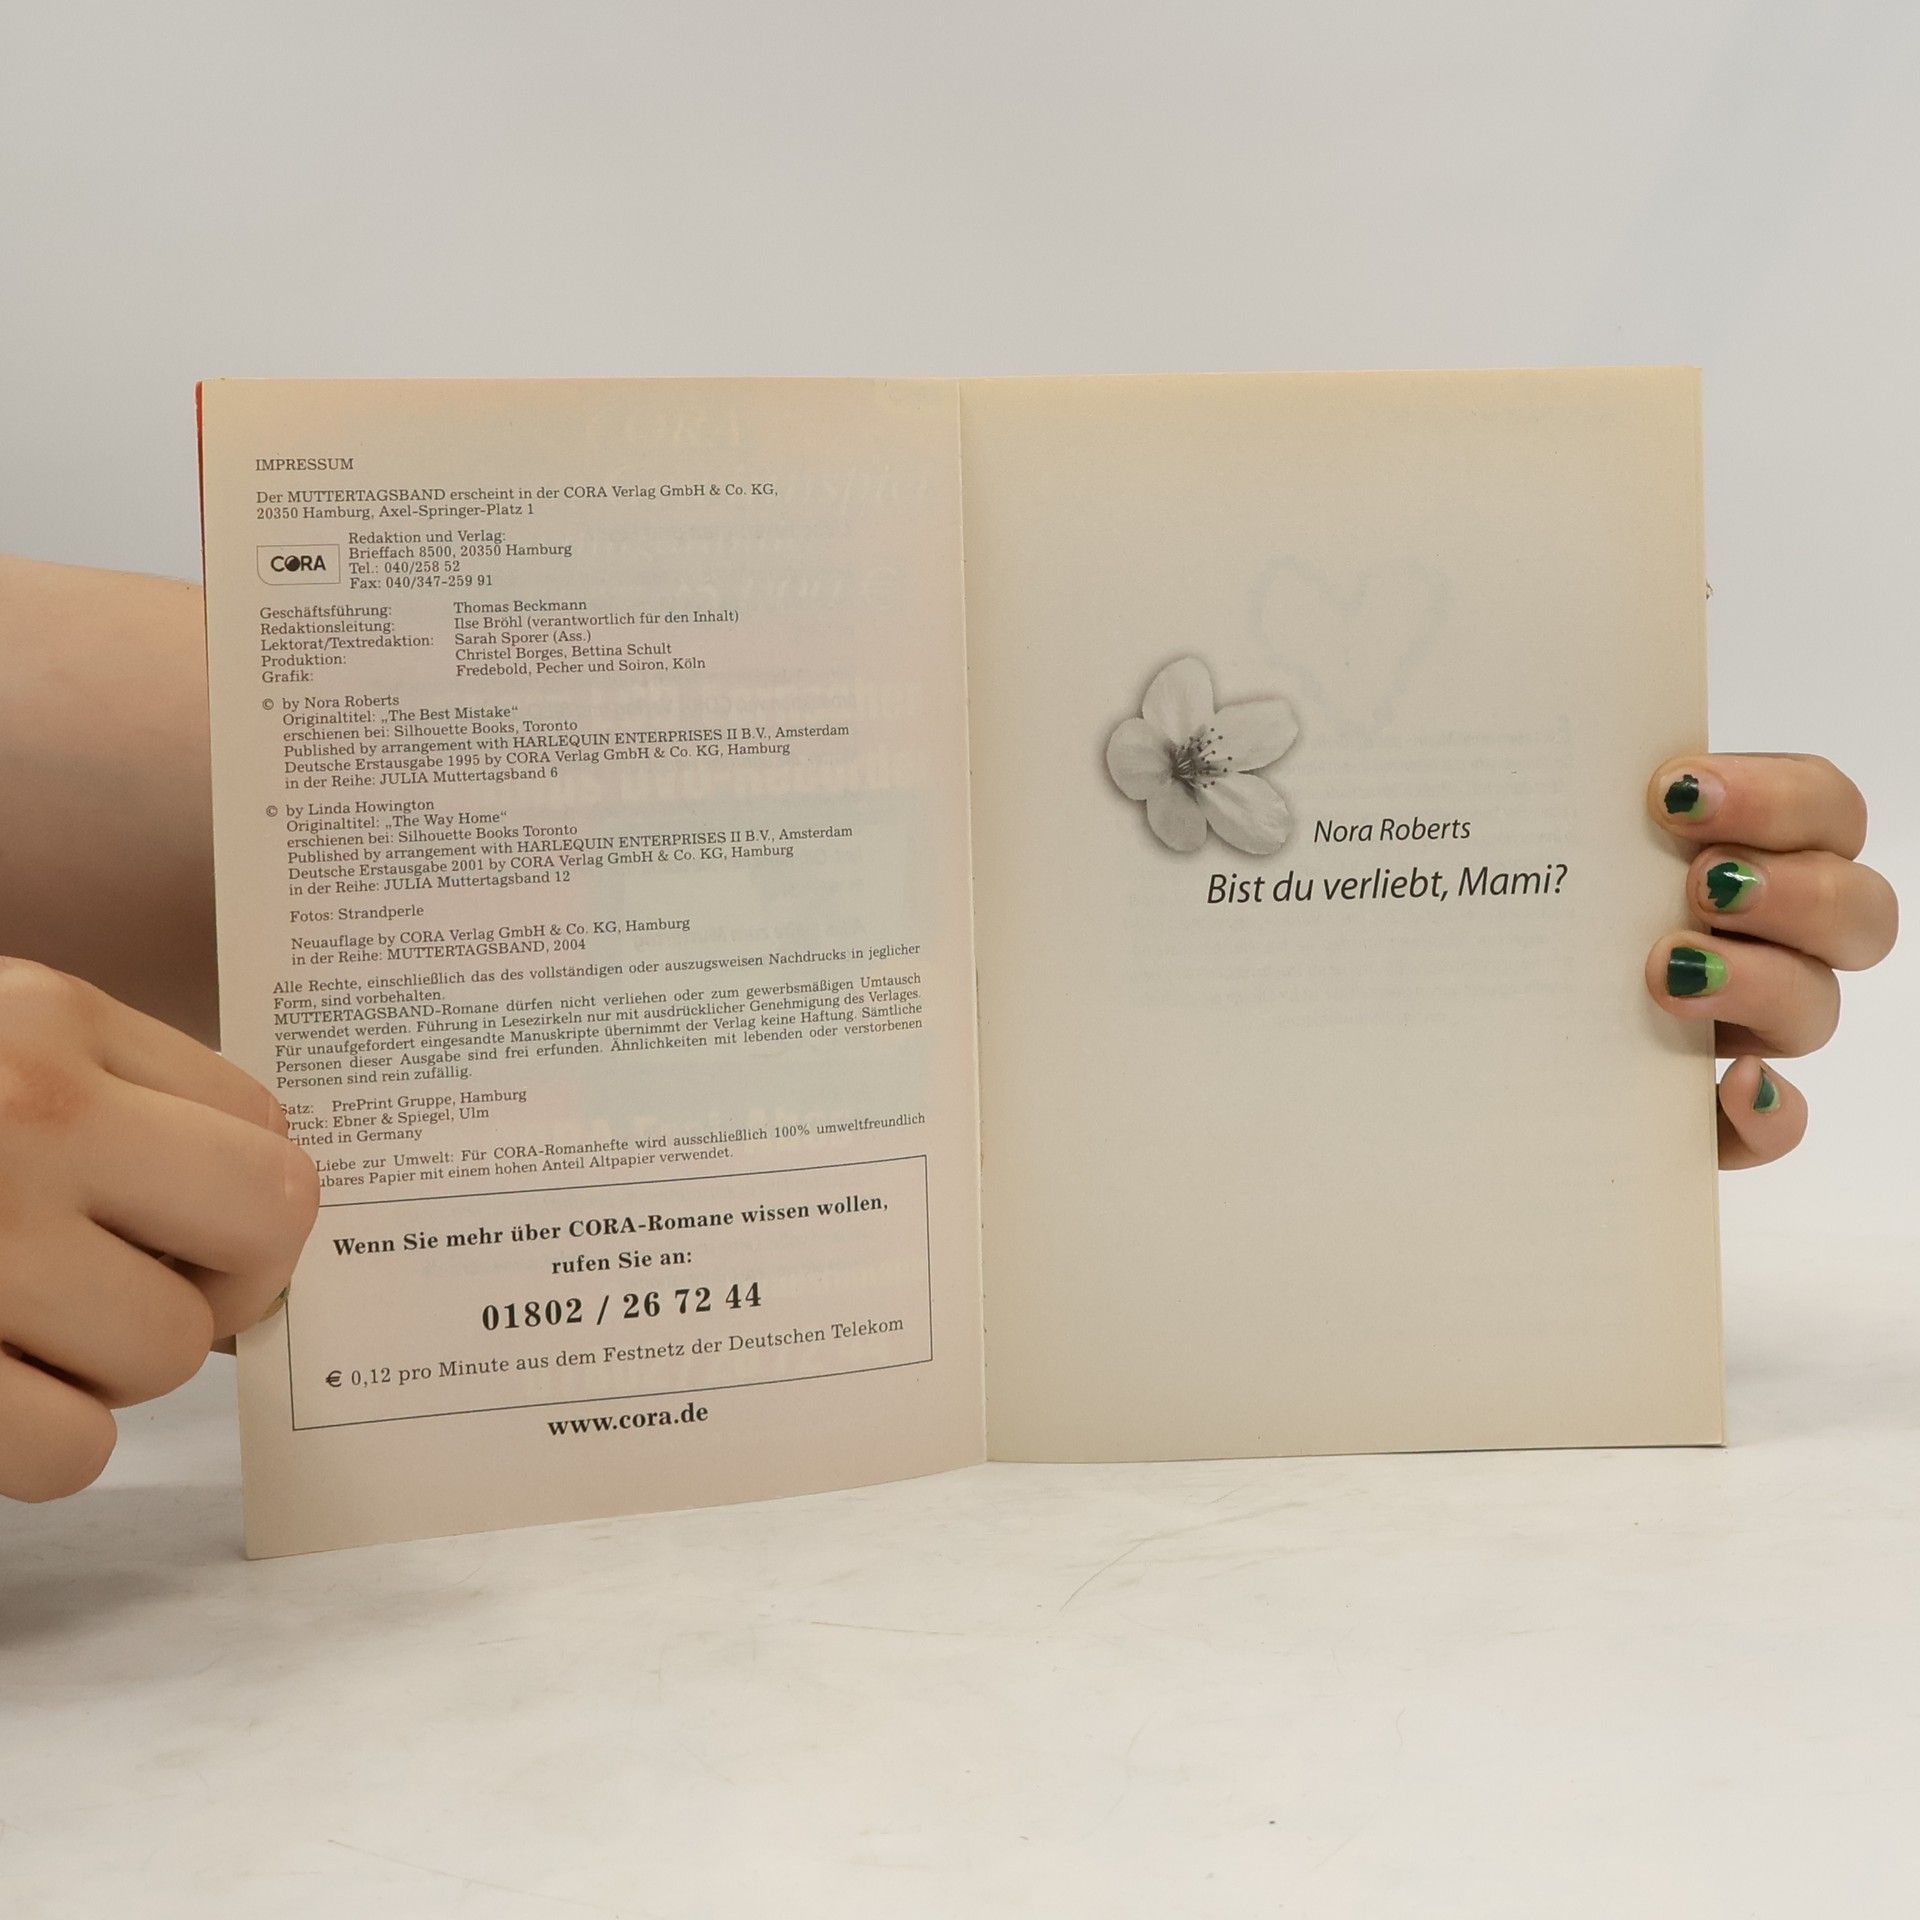 IMPRESSUM
Der MUTTERTAGSBAND erscheint in der CORA Verlag GmbH & Co. KG,
20350 Hamburg, Axel-Springer-Platz 1
CORA
Redaktion und Verlag:
Brieffach 8500, 20350 Hamburg
Tel.: 040/258 52
Fax: 040/347-259 91
Geschäftsführung: Thomas Beckmann
Redaktionsleitung: Ilse Bröhl (verantwortlich für den Inhalt)
Lektorat/Textredaktion: Sarah Sporer (Ass.)
Produktion: Christel Borges, Bettina Schult
Grafik: Fredebold, Pecher und Soiron, Köln
© by Nora Roberts
Originaltitel: „The Best Mistake“
erschienen bei: Silhouette Books, Toronto
Published by arrangement with HARLEQUIN ENTERPRISES II B.V., Amsterdam
Deutsche Erstausgabe 1995 by CORA Verlag GmbH & Co. KG, Hamburg
in der Reihe: JULIA Muttertagsband 6
© by Linda Howington
Originaltitel: „The Way Home“
erschienen bei: Silhouette Books Toronto
Published by arrangement with HARLEQUIN ENTERPRISES II B.V., Amsterdam
Deutsche Erstausgabe 2001 by CORA Verlag GmbH & Co. KG, Hamburg
in der Reihe: JULIA Muttertagsband 12
Fotos: Strandperle
Neuauflage by CORA Verlag GmbH & Co. KG, Hamburg
in der Reihe: MUTTERTAGSBAND, 2004
Alle Rechte, einschließlich das des vollständigen oder auszugsweisen Nachdrucks in jeglicher
Form, sind vorbehalten.
MUTTERTAGSBAND-Romane dürfen nicht verliehen oder zum gewerbsmäßigen Umtausch
verwendet werden. Führung in Lesezirkeln nur mit ausdrücklicher Genehmigung des Verlages.
Für unaufgefordert eingesandte Manuskripte übernimmt der Verlag keine Haftung. Sämtliche
Personen dieser Ausgabe sind frei erfunden. Ähnlichkeiten mit lebenden oder verstorbenen
Personen sind rein zufällig.
Satz: PrePrint Gruppe, Hamburg
ruck: Ebner & Spiegel, Ulm
rinted in Germany
Liebe zur Umwelt: Für CORA-Romanhefte wird ausschließlich 100% umweltfreundlich
ubares Papier mit einem hohen Anteil Altpapier verwendet.
Wenn Sie mehr über CORA-Romane wissen wollen,
rufen Sie an:
01802 / 26 72 44
€ 0,12 pro Minute aus dem Festnetz der Deutschen Telekom
www.cora.de
Nora Roberts
Bist du verliebt, Mami?